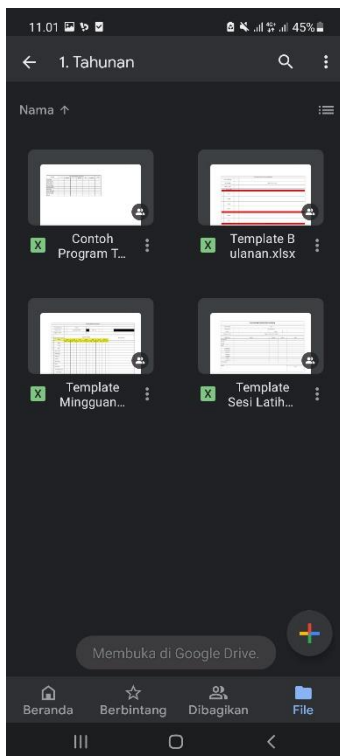 11.01
45%
1. Tahunan
Nama ↑
X
Contoh
Program T...
X
Template B
ulanan.xlsx
X
Template
Mingguan...
X
Template
Sesi Latih...
Membuka di Google Drive.
Beranda
Berbintang
Dibagikan
File